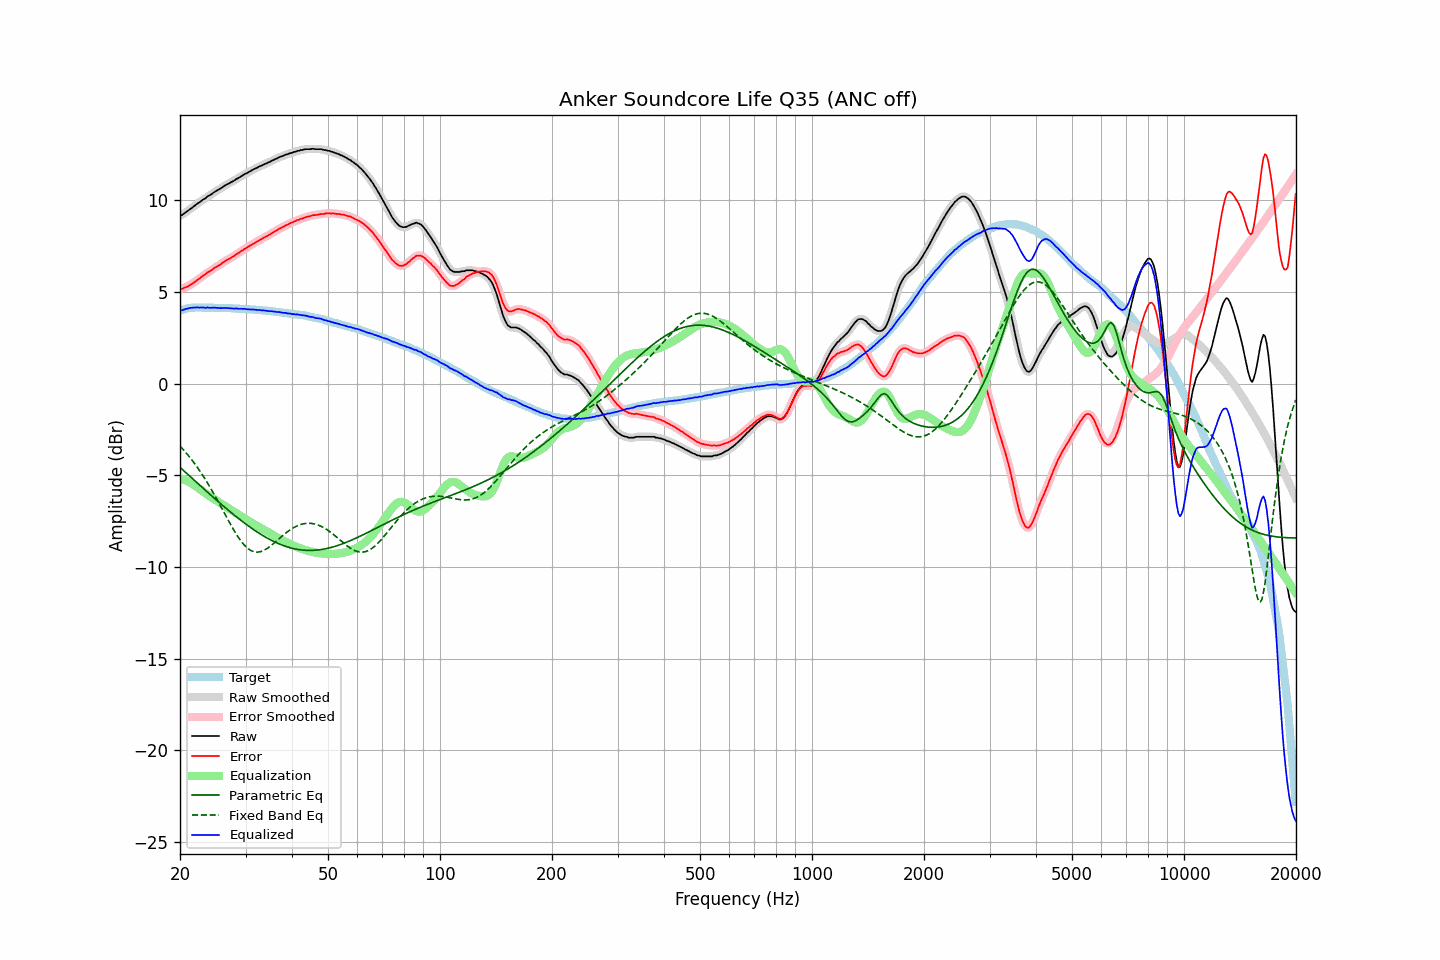 Anker Soundcore Life Q35 (ANC off)
Amplitude (dBr)
10
5
0
−5
−10
−15
−20
−25
Target
Raw Smoothed
Error Smoothed
Raw
Error
Equalization
Parametric Eq
Fixed Band Eq
Equalized
20 50 100 200 500 1000 2000 5000 10000 20000
Frequency (Hz)